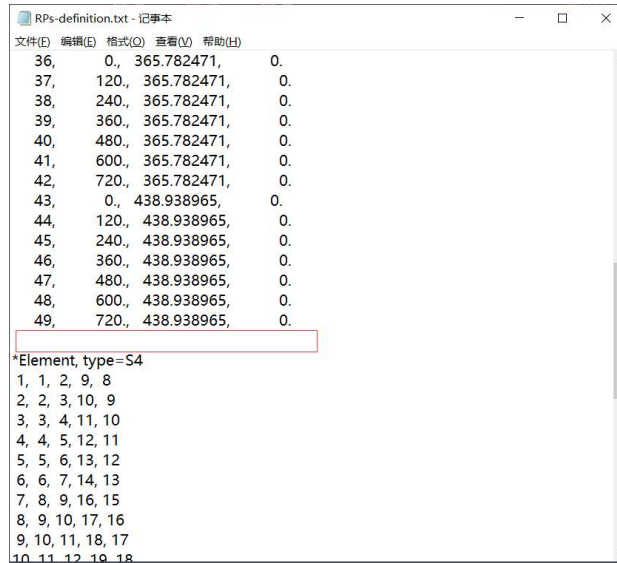 RPs-definition.txt - 记事本
文件(F) 编辑(E) 格式(O) 查看(V) 帮助(H)
36, 0., 365.782471, 0.
37, 120., 365.782471, 0.
38, 240., 365.782471, 0.
39, 360., 365.782471, 0.
40, 480., 365.782471, 0.
41, 600., 365.782471, 0.
42, 720., 365.782471, 0.
43, 0., 438.938965, 0.
44, 120., 438.938965, 0.
45, 240., 438.938965, 0.
46, 360., 438.938965, 0.
47, 480., 438.938965, 0.
48, 600., 438.938965, 0.
49, 720., 438.938965, 0.
*Element, type=S4
1, 1, 2, 9, 8
2, 2, 3, 10, 9
3, 3, 4, 11, 10
4, 4, 5, 12, 11
5, 5, 6, 13, 12
6, 6, 7, 14, 13
7, 8, 9, 16, 15
8, 9, 10, 17, 16
9, 10, 11, 18, 17
10, 11, 12, 19, 18